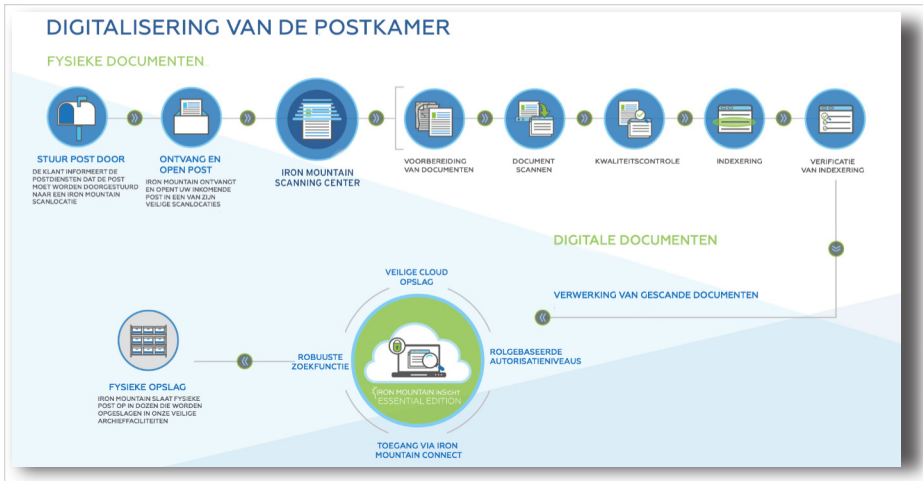 DIGITALISERING VAN DE POSTKAMER
FYSIEKE DOCUMENTEN
STUUR POST DOOR
DE KLANT INFORMEERT DE
POSTDIENSTEN DAT DE POST
MOET WORDEN DOORGESTUURD
NAAR EEN IRON MOUNTAIN
SCANLOCATIE
ONTVANG EN
OPEN POST
IRON MOUNTAIN ONTVANGT
EN OPENT UW INKOMENDE
POST IN EEN VAN ZIJN
VEILIGE SCANLOCATIES
IRON MOUNTAIN
SCANNING CENTER
VOORBEREIDING
VAN DOCUMENTEN
DOCUMENT
SCANNEN
KWALITEITSCONTROLE
INDEXERING
VERIFICATIE
VAN INDEXERING
DIGITALE DOCUMENTEN
VERWERKING VAN GESCANDE DOCUMENTEN
VEILIGE CLOUD
OPSLAG
ROLGEBASEERDE
AUTORISATIENIVEAUS
ROBUUSTE
ZOEKFUNCTIE
IRON MOUNTAIN INSIGHT
ESSENTIAL EDITION
TOEGANG VIA IRON
MOUNTAIN CONNECT
FYSIEKE OPSLAG
IRON MOUNTAIN SLAAT FYSIEKE
POST OP IN DOZEN DIE WORDEN
OPGESLAGEN IN ONZE VEILIGE
ARCHIEFFACILITEITEN